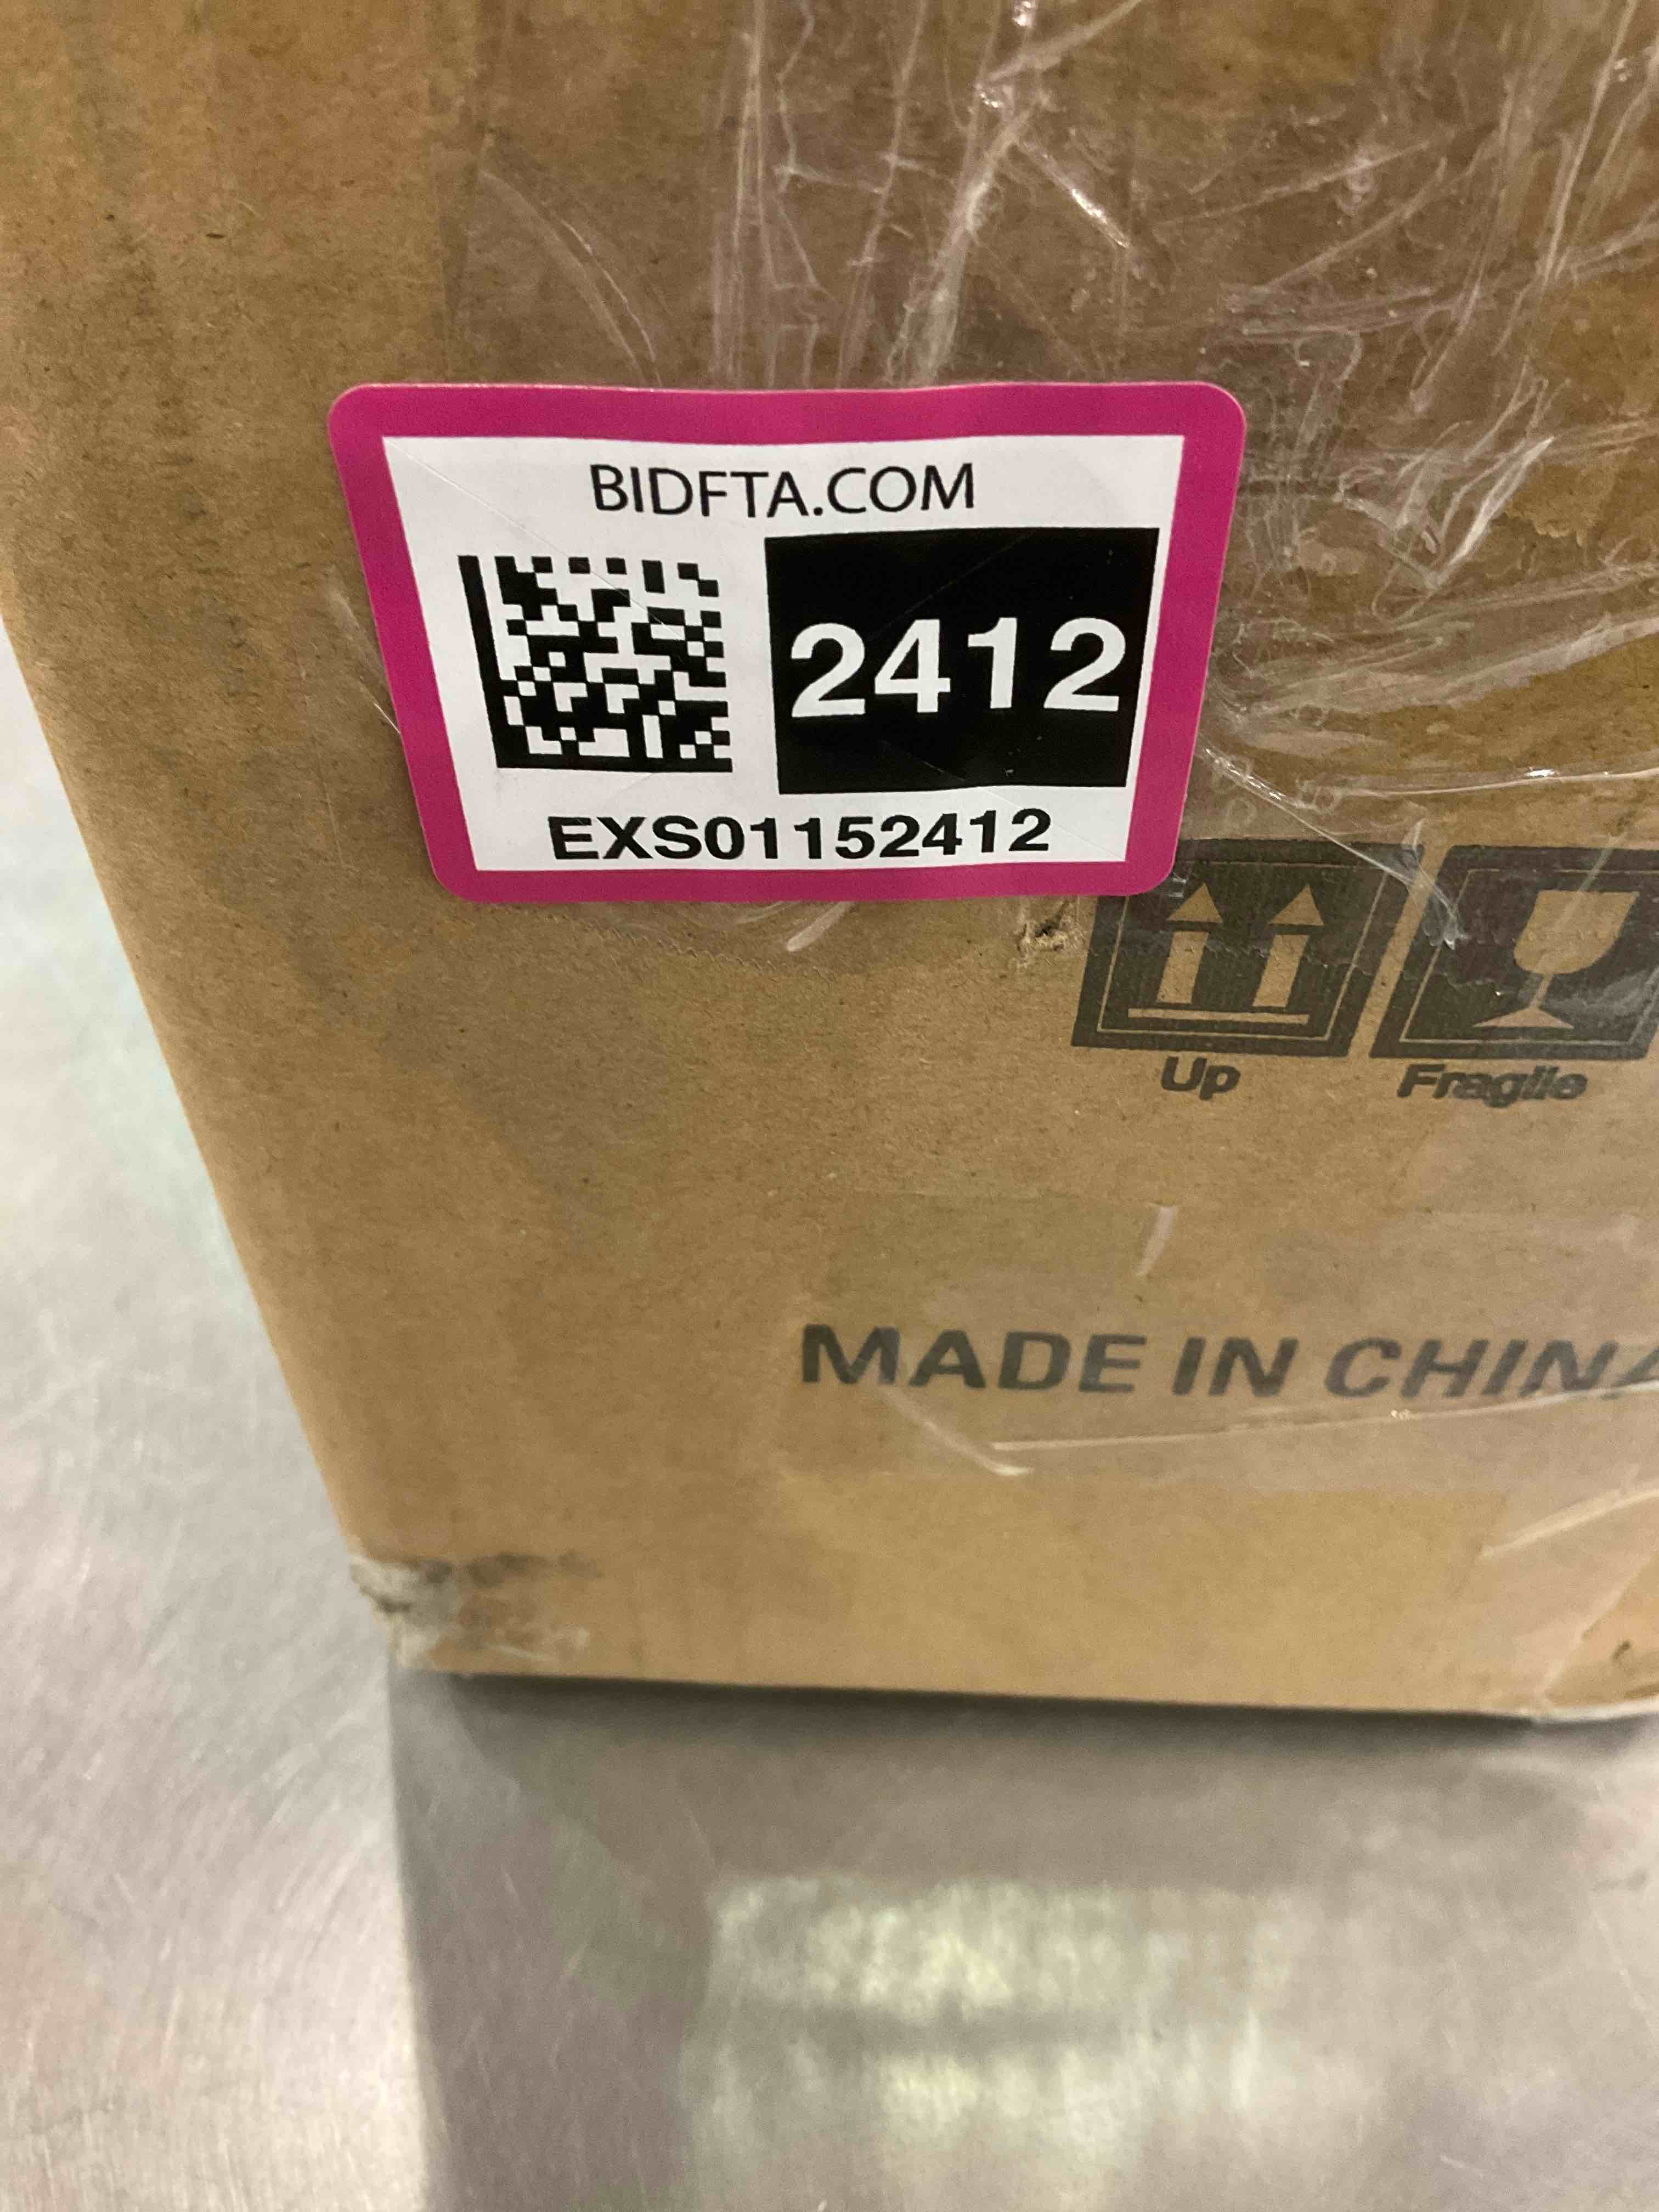 BIDFTA.COM
2412
EXS01152412
Up
Fragile
MADE IN CHINA